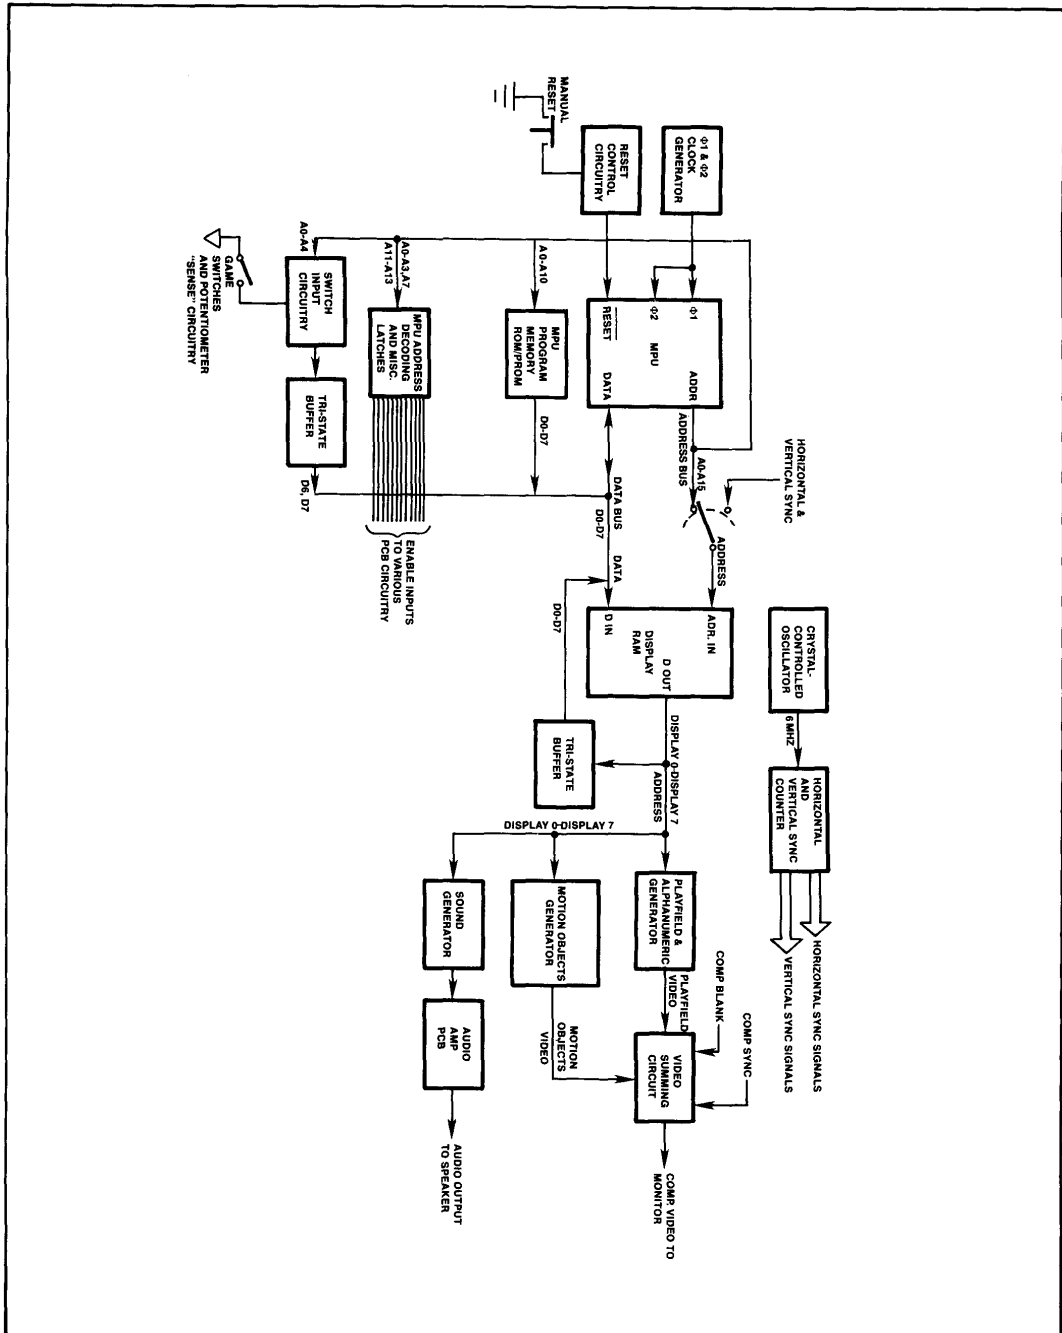 HORIZONTAL &
VERTICAL SYNC
CRYSTAL-
CONTROLLED
OSCILLATOR
6 MHZ
HORIZONTAL
AND
VERTICAL SYNC
COUNTER
HORIZONTAL SYNC SIGNALS
VERTICAL SYNC SIGNALS
Φ1 & Φ2
CLOCK
GENERATOR
RESET
CONTROL
CIRCUITRY
MANUAL
RESET
Φ1
Φ2
RESET
MPU
ADDR
DATA
ADDRESS BUS
A0-A15
ADDRESS
ADR. IN
DISPLAY
RAM
D OUT
D IN
DATA BUS
D0-D7
DATA
DISPLAY 0-DISPLAY 7
ADDRESS
TRI-STATE
BUFFER
D0-D7
DISPLAY 0-DISPLAY 7
PLAYFIELD &
ALPHANUMERIC
GENERATOR
PLAYFIELD
VIDEO
COMP BLANK
COMP SYNC
VIDEO
SUMMING
CIRCUIT
COMP. VIDEO TO
MONITOR
MOTION OBJECTS
GENERATOR
MOTION
OBJECTS
VIDEO
SOUND
GENERATOR
AUDIO
AMP
PCB
AUDIO OUTPUT
TO SPEAKER
A0-A10
MPU
PROGRAM
MEMORY
ROM/PROM
D0-D7
A0-A3, A7
A11-A13
MPU ADDRESS
DECODING
AND MISC.
LATCHES
ENABLE INPUTS
TO VARIOUS
PCB CIRCUITRY
A0-A4
SWITCH
INPUT
CIRCUITRY
TRI-STATE
BUFFER
D6, D7
GAME
SWITCHES
AND POTENTIOMETER
"SENSE" CIRCUITRY